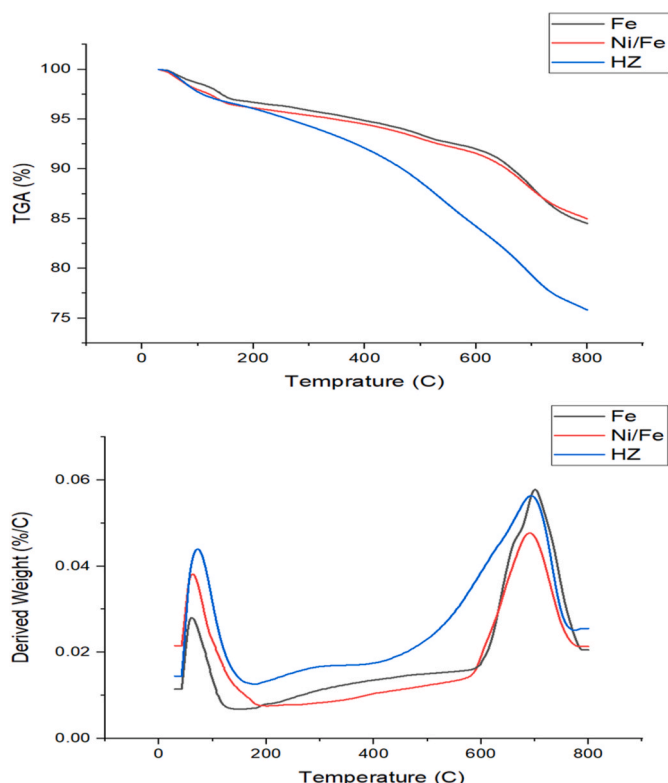 Fe
Ni/Fe
HZ
100
95
90
85
80
75
TGA (%)
0 200 400 600 800
Temprature (C)
Fe
Ni/Fe
HZ
0.06
0.04
0.02
0.00
Derived Weight (%/C)
0 200 400 600 800
Temperature (C)